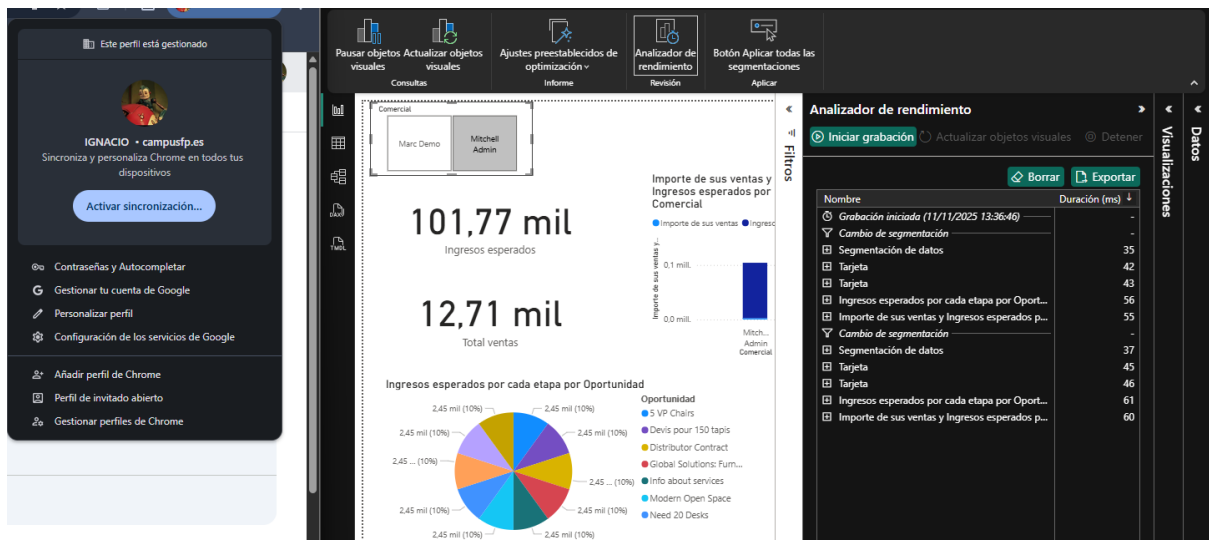 Este perfil está gestionado
IGNACIO • campusfp.es
Sincroniza y personaliza Chrome en todos tus
dispositivos
Activar sincronización...
Contraseñas y Autocompletar
Gestionar tu cuenta de Google
Personalizar perfil
Configuración de los servicios de Google
Añadir perfil de Chrome
Perfil de invitado abierto
Gestionar perfiles de Chrome
Pausar objetos
visuales
Actualizar objetos
visuales
Consultas
Ajustes preestablecidos de
optimización
Informe
Analizador de
rendimiento
Revisión
Botón Aplicar todas las
segmentaciones
Aplicar
DAX
TMDL
Comercial
Marc Demo
Mitchell
Admin
101,77 mil
Ingresos esperados
12,71 mil
Total ventas
Importe de sus ventas y
Ingresos esperados por
Comercial
Importe de sus ventas
Ingresc
Importe de sus ventas y...
0,1 mill.
0,0 mill.
Mitch...
Admin
Comercial
Ingresos esperados por cada etapa por Oportunidad
2,45 mil (10%)
2,45 mil (10%)
2,45 mil (10%)
2,45 mil (10%)
2,45 ... (10%)
2,45 ... (10%)
2,45 mil (10%)
2,45 mil (10%)
2,45 mil (10%)
2,45 mil (10%)
Oportunidad
5 VP Chairs
Devis pour 150 tapis
Distributor Contract
Global Solutions: Furn...
Info about services
Modern Open Space
Need 20 Desks
Filtros
Analizador de rendimiento
Iniciar grabación
Actualizar objetos visuales
Detener
Borrar
Exportar
Nombre
Duración (ms)
Grabación iniciada (11/11/2025 13:36:46) -
Cambio de segmentación -
Segmentación de datos 35
Tarjeta 42
Tarjeta 43
Ingresos esperados por cada etapa por Oport... 56
Importe de sus ventas y Ingresos esperados p... 55
Cambio de segmentación -
Segmentación de datos 37
Tarjeta 45
Tarjeta 46
Ingresos esperados por cada etapa por Oport... 61
Importe de sus ventas y Ingresos esperados p... 60
Visualizaciones
Datos